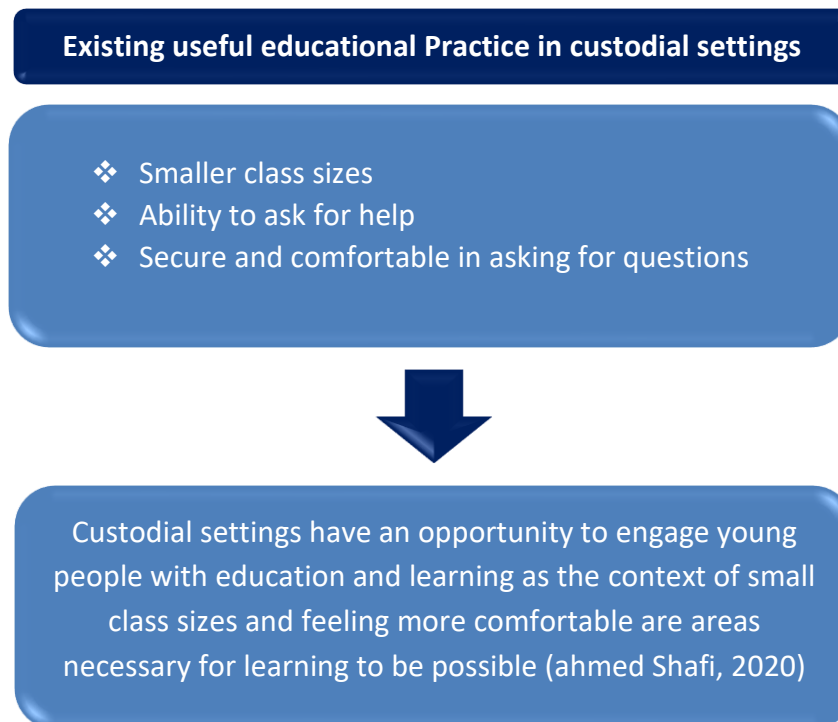 Existing useful educational Practice in custodial settings
❖ Smaller class sizes
❖ Ability to ask for help
❖ Secure and comfortable in asking for questions
Custodial settings have an opportunity to engage young
people with education and learning as the context of small
class sizes and feeling more comfortable are areas
necessary for learning to be possible (ahmed Shafi, 2020)